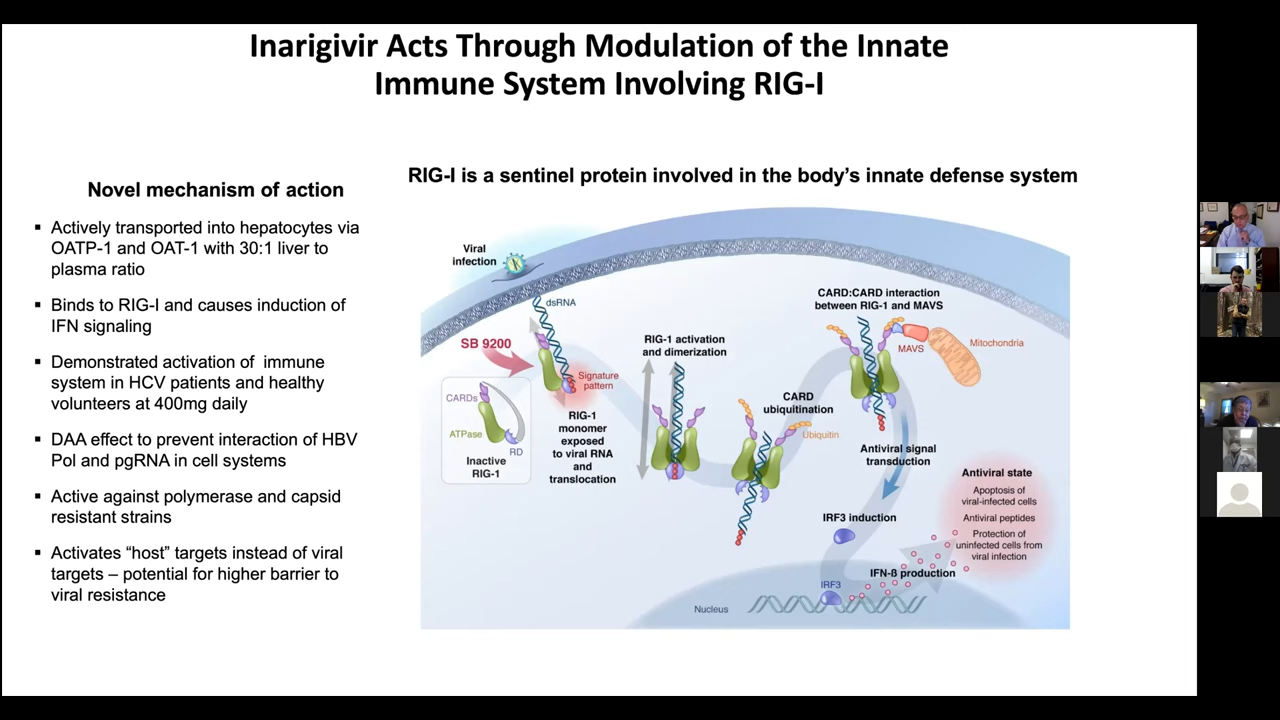 Inarigivir Acts Through Modulation of the Innate
Immune System Involving RIG-I
Novel mechanism of action
▪ Actively transported into hepatocytes via
OATP-1 and OAT-1 with 30:1 liver to
plasma ratio
▪ Binds to RIG-I and causes induction of
IFN signaling
▪ Demonstrated activation of immune
system in HCV patients and healthy
volunteers at 400mg daily
▪ DAA effect to prevent interaction of HBV
Pol and pgRNA in cell systems
▪ Active against polymerase and capsid
resistant strains
▪ Activates “host” targets instead of viral
targets – potential for higher barrier to
viral resistance
RIG-I is a sentinel protein involved in the body’s innate defense system
Viral
infection
dsRNA
SB 9200
Signature
pattern
CARDs
ATPase
RD
Inactive
RIG-1
RIG-1
monomer
exposed
to viral RNA
and
translocation
RIG-1 activation
and dimerization
CARD
ubiquitination
Ubiquitin
CARD:CARD interaction
between RIG-1 and MAVS
MAVS
Mitochondria
Antiviral signal
transduction
IRF3 induction
IRF3
IFN-ß production
Nucleus
Antiviral state
Apoptosis of
viral-infected cells
Antiviral peptides
Protection of
uninfected cells from
viral infection